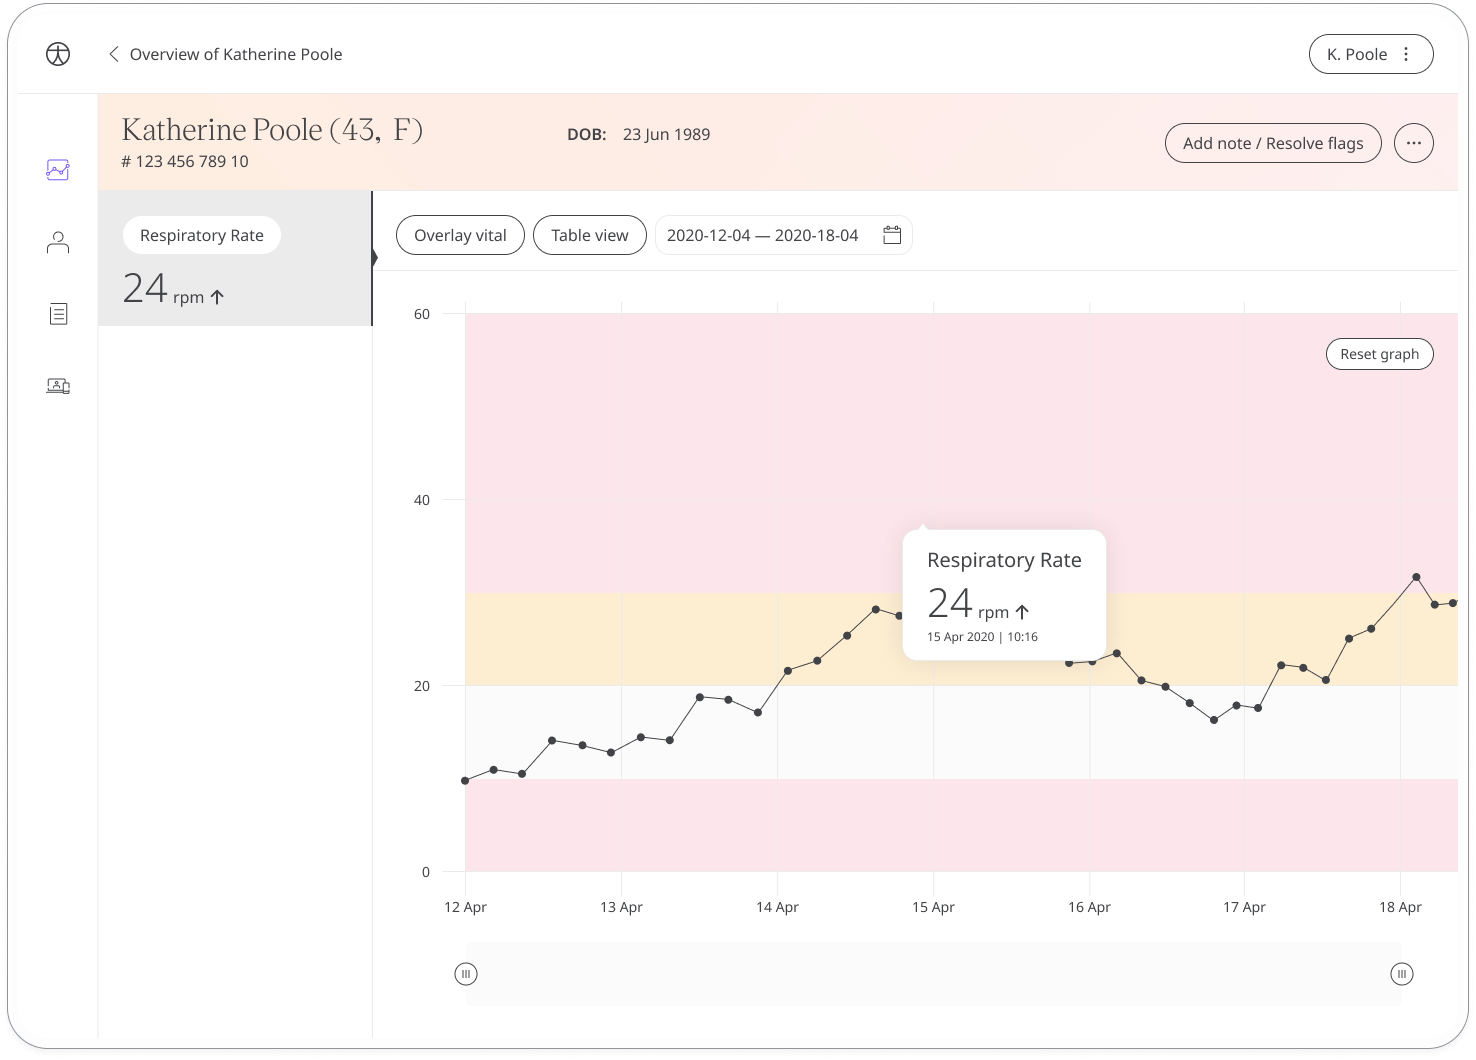 Overview of Katherine Poole
K. Poole
Katherine Poole (43, F)
# 123 456 789 10
DOB: 23 Jun 1989
Add note / Resolve flags
Respiratory Rate
24 rpm
Overlay vital
Table view
2020-12-04 — 2020-18-04
60
Reset graph
40
Respiratory Rate
24 rpm
15 Apr 2020 | 10:16
20
0
12 Apr
13 Apr
14 Apr
15 Apr
16 Apr
17 Apr
18 Apr